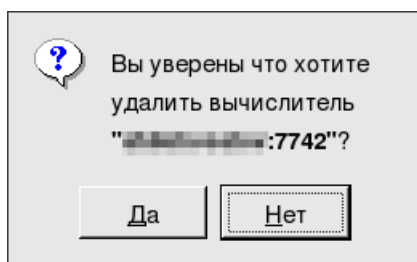 Вы уверены что хотите
удалить вычислитель
":7742"?
Да
Нет